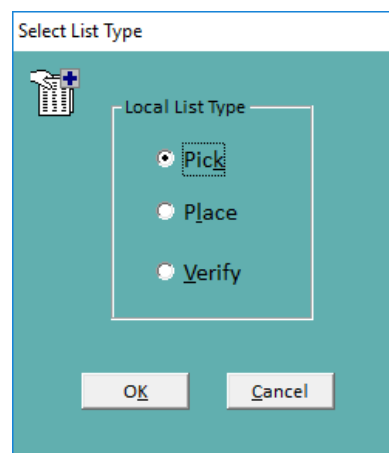 Select List Type
Local List Type
Pick
Place
Verify
OK
Cancel